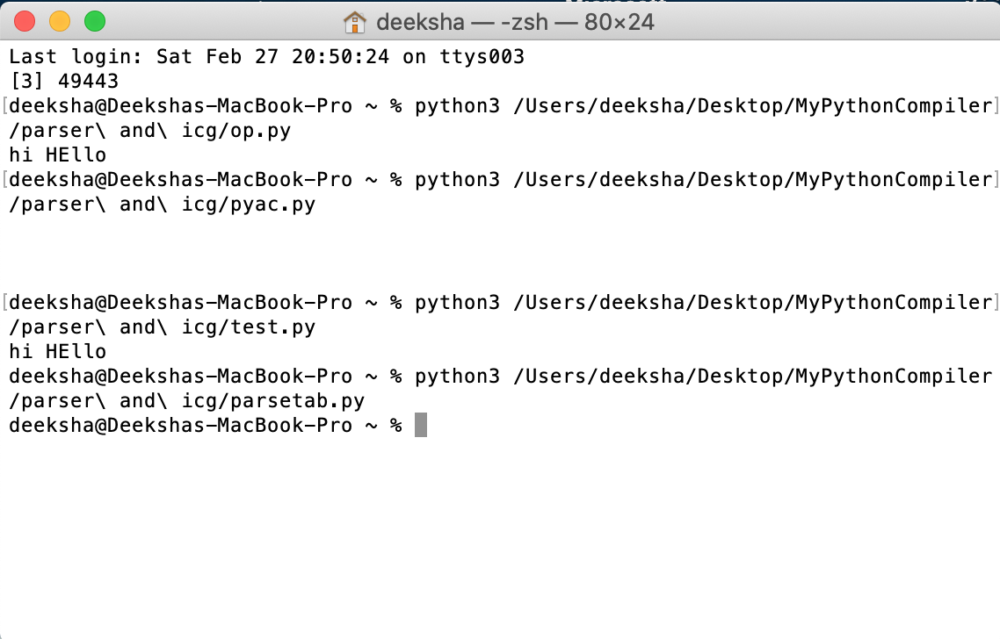 deeksha — -zsh — 80×24
Last login: Sat Feb 27 20:50:24 on ttys003
[3] 49443
[deeksha@Deekshas-MacBook-Pro ~ % python3 /Users/deeksha/Desktop/MyPythonCompiler]
/parser\ and\ icg/op.py
hi HEllo
[deeksha@Deekshas-MacBook-Pro ~ % python3 /Users/deeksha/Desktop/MyPythonCompiler]
/parser\ and\ icg/pyac.py
[deeksha@Deekshas-MacBook-Pro ~ % python3 /Users/deeksha/Desktop/MyPythonCompiler]
/parser\ and\ icg/test.py
hi HEllo
deeksha@Deekshas-MacBook-Pro ~ % python3 /Users/deeksha/Desktop/MyPythonCompiler
/parser\ and\ icg/parsetab.py
deeksha@Deekshas-MacBook-Pro ~ %